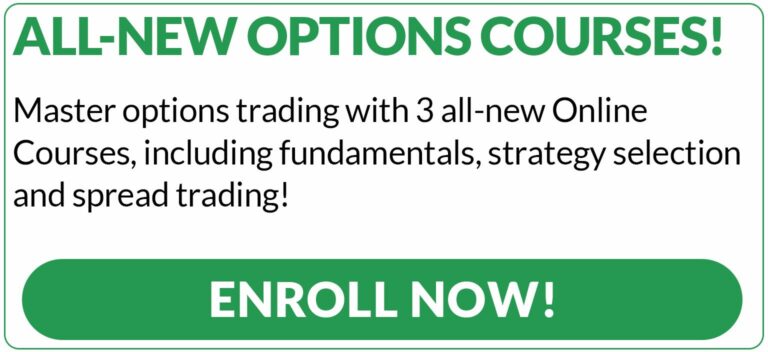 ALL-NEW OPTIONS COURSES!
Master options trading with 3 all-new Online
Courses, including fundamentals, strategy selection
and spread trading!
ENROLL NOW!